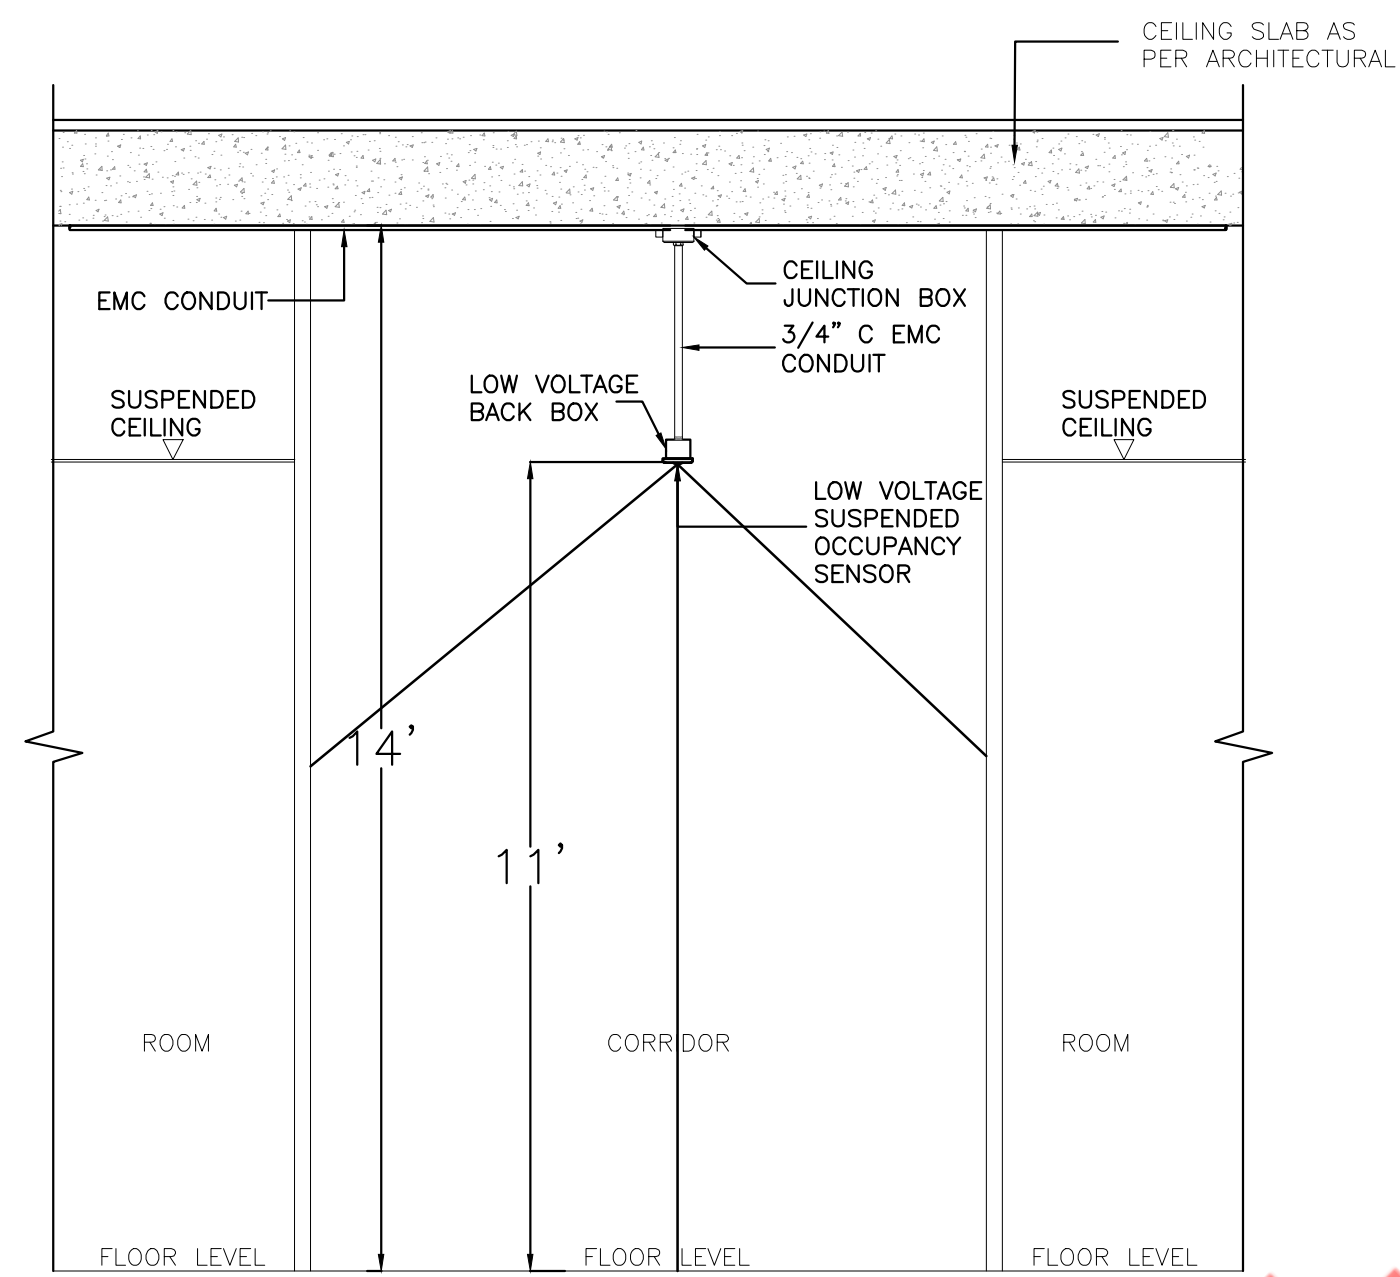 CEILING SLAB AS
PER ARCHITECTURAL
EMC CONDUIT
CEILING
JUNCTION BOX
3/4" C EMC
CONDUIT
LOW VOLTAGE
BACK BOX
SUSPENDED
CEILING
SUSPENDED
CEILING
LOW VOLTAGE
SUSPENDED
OCCUPANCY
SENSOR
14'
11'
ROOM
CORRIDOR
ROOM
FLOOR LEVEL
FLOOR LEVEL
FLOOR LEVEL